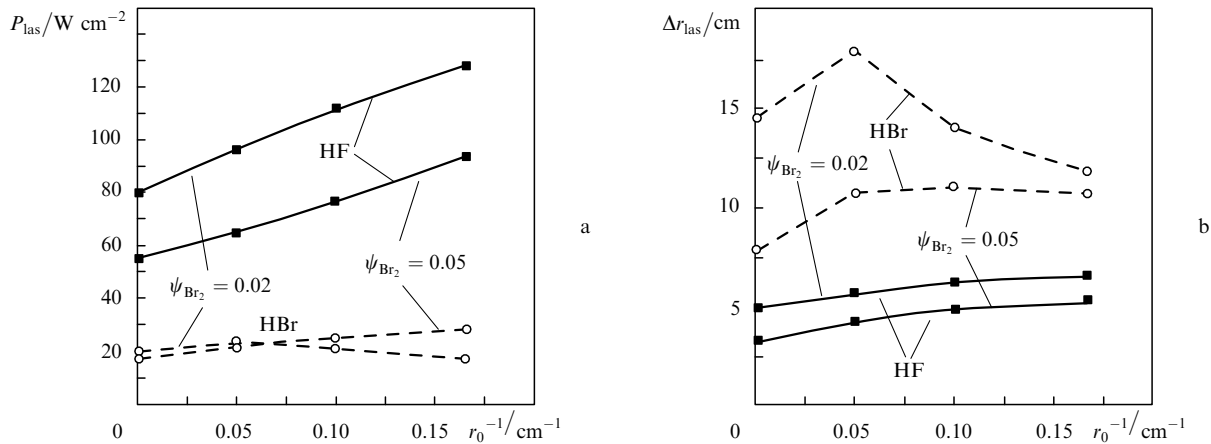 P_las/W cm⁻²
120
100
80
60
40
20
0
0.05
0.10
0.15
r₀⁻¹/cm⁻¹
HF
ψ_Br₂ = 0.05
ψ_Br₂ = 0.02
HBr
a
Δr_las/cm
15
10
5
0
0.05
0.10
0.15
r₀⁻¹/cm⁻¹
HBr
ψ_Br₂ = 0.02
ψ_Br₂ = 0.05
HF
b